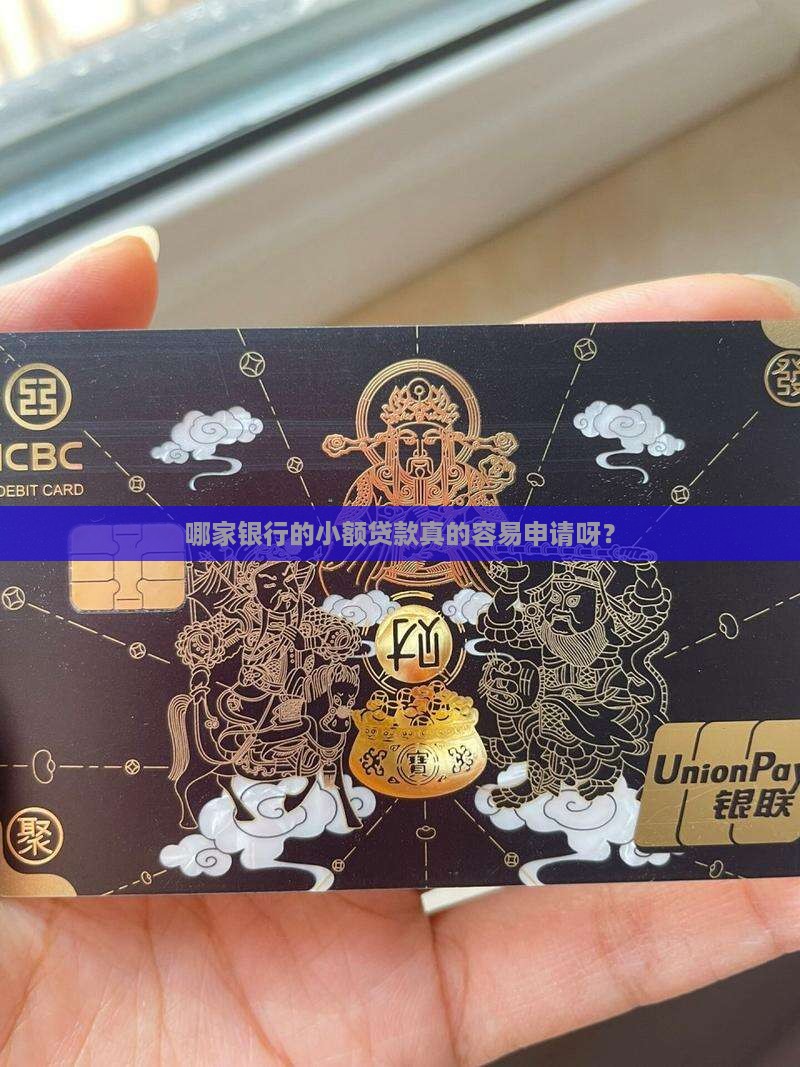 發
ICBC
DEBIT CARD
哪家银行的小额贷款真的容易申请呀?
财
寶
UnionPay
银联
聚